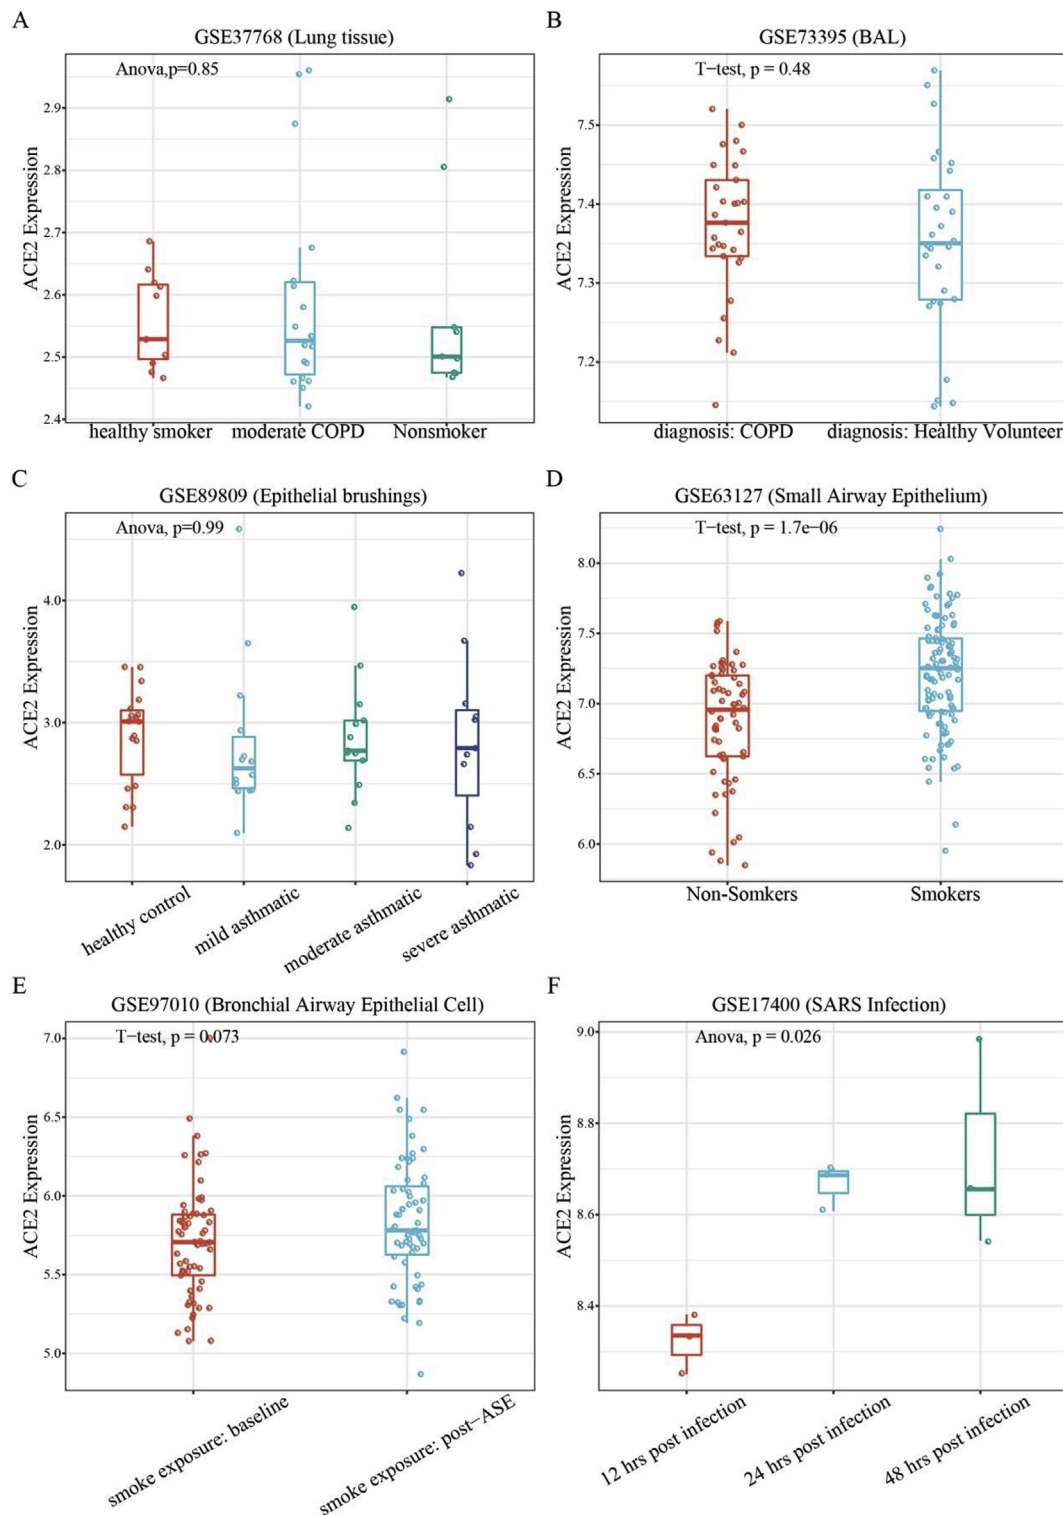 A
GSE37768 (Lung tissue)
Anova,p=0.85
ACE2 Expression
2.9
2.8
2.7
2.6
2.5
2.4
healthy smoker
moderate COPD
Nonsmoker
B
GSE73395 (BAL)
T-test, p = 0.48
ACE2 Expression
7.5
7.4
7.3
7.2
diagnosis: COPD
diagnosis: Healthy Volunteer
C
GSE89809 (Epithelial brushings)
Anova, p=0.99
ACE2 Expression
4.0
3.0
2.0
healthy control
mild asthmatic
moderate asthmatic
severe asthmatic
D
GSE63127 (Small Airway Epithelium)
T-test, p = 1.7e-06
ACE2 Expression
8.0
7.5
7.0
6.5
6.0
Non-Somkers
Smokers
E
GSE97010 (Bronchial Airway Epithelial Cell)
T-test, p = 0.073
ACE2 Expression
7.0
6.5
6.0
5.5
5.0
smoke exposure: baseline
smoke exposure: post-ASE
F
GSE17400 (SARS Infection)
Anova, p = 0.026
ACE2 Expression
9.0
8.8
8.6
8.4
12 hrs post infection
24 hrs post infection
48 hrs post infection